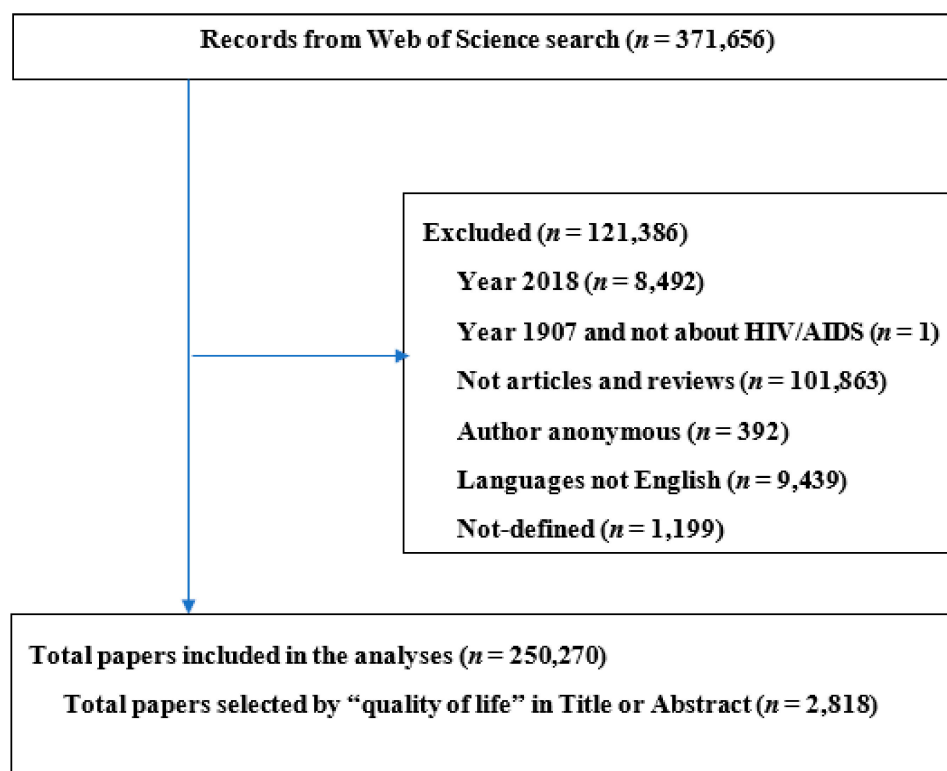 Records from Web of Science search (n = 371,656)
Excluded (n = 121,386)
Year 2018 (n = 8,492)
Year 1907 and not about HIV/AIDS (n = 1)
Not articles and reviews (n = 101,863)
Author anonymous (n = 392)
Languages not English (n = 9,439)
Not-defined (n = 1,199)
Total papers included in the analyses (n = 250,270)
Total papers selected by “quality of life” in Title or Abstract (n = 2,818)